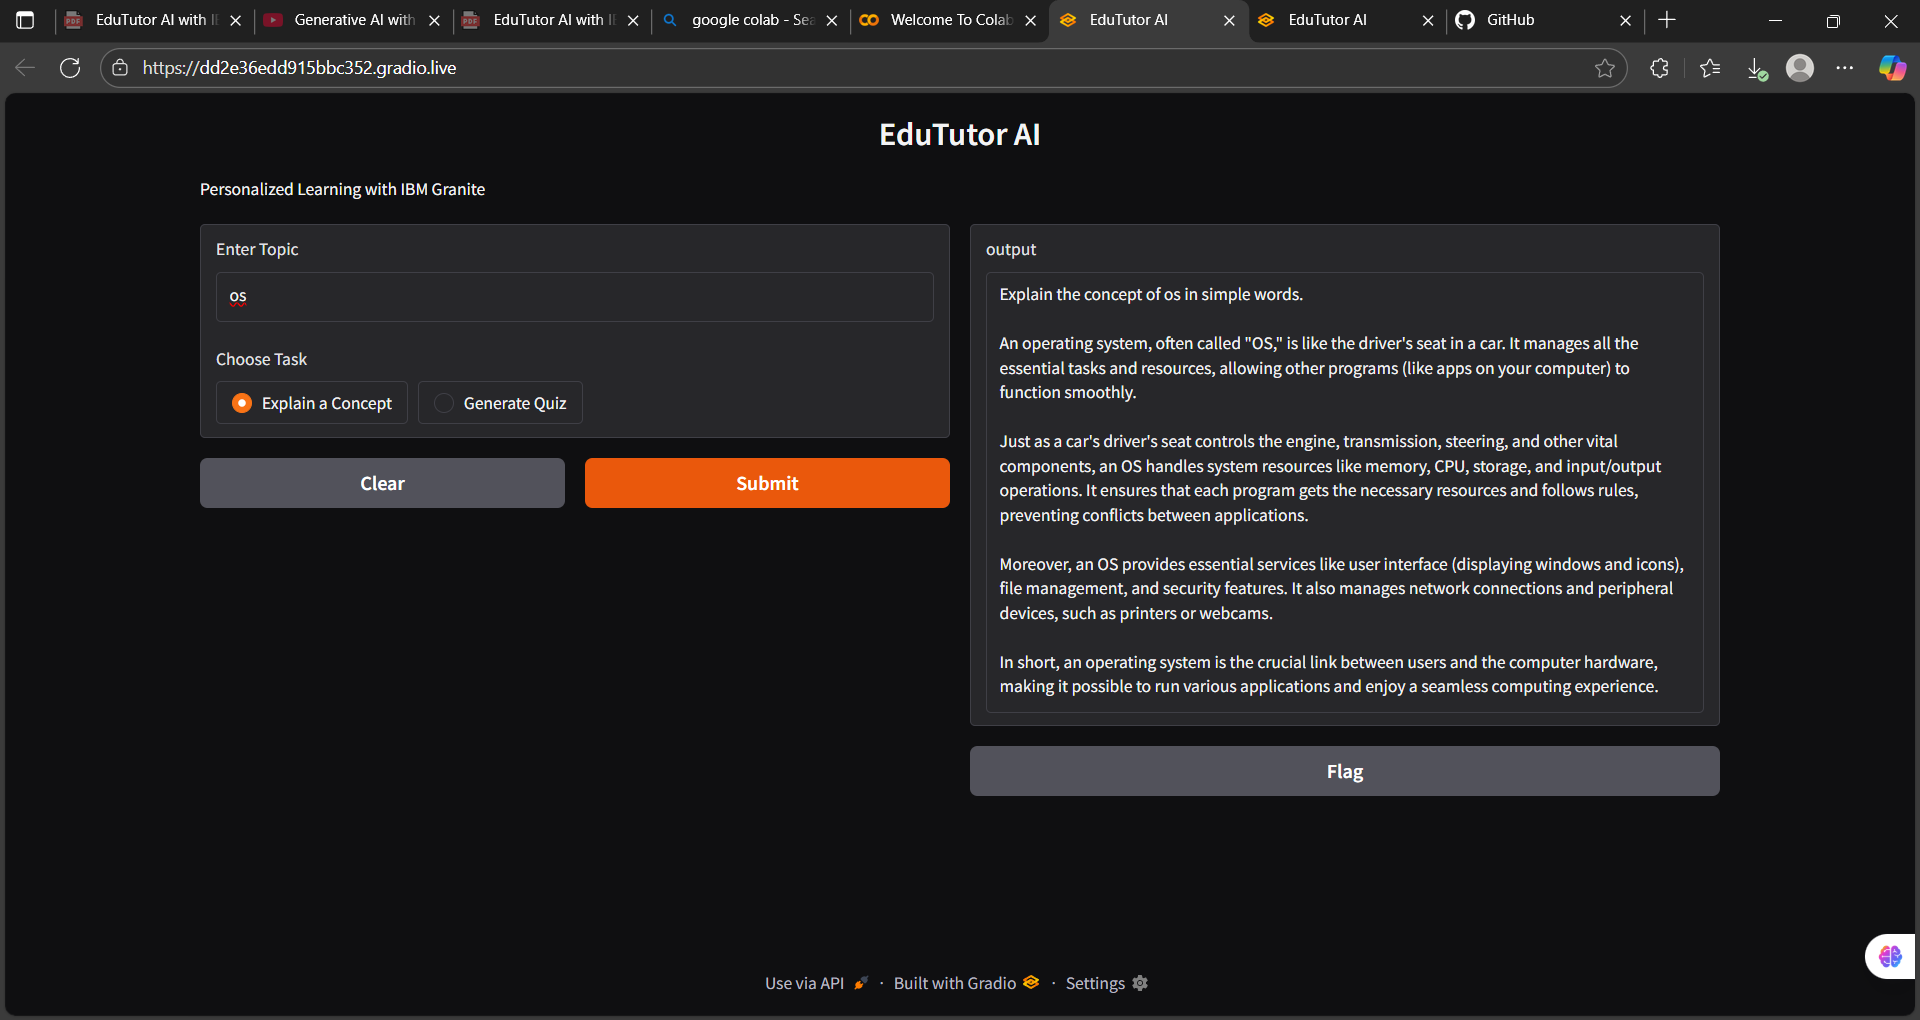 EduTutor AI with I
Generative AI with
EduTutor AI with I
google colab - Sea
Welcome To Colab
EduTutor AI
EduTutor AI
GitHub
https://dd2e36edd915bbc352.gradio.live
EduTutor AI
Personalized Learning with IBM Granite
Enter Topic
os
Choose Task
Explain a Concept
Generate Quiz
Clear
Submit
output
Explain the concept of os in simple words.
An operating system, often called "OS," is like the driver's seat in a car. It manages all the
essential tasks and resources, allowing other programs (like apps on your computer) to
function smoothly.
Just as a car's driver's seat controls the engine, transmission, steering, and other vital
components, an OS handles system resources like memory, CPU, storage, and input/output
operations. It ensures that each program gets the necessary resources and follows rules,
preventing conflicts between applications.
Moreover, an OS provides essential services like user interface (displaying windows and icons),
file management, and security features. It also manages network connections and peripheral
devices, such as printers or webcams.
In short, an operating system is the crucial link between users and the computer hardware,
making it possible to run various applications and enjoy a seamless computing experience.
Flag
Use via API · Built with Gradio · Settings